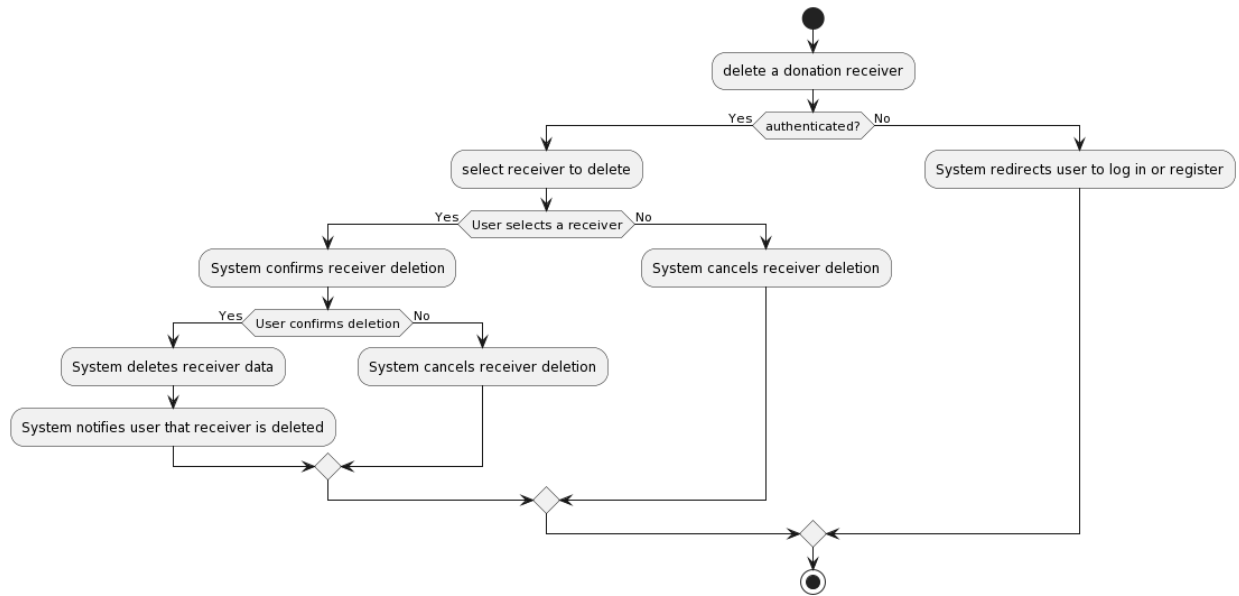 delete a donation receiver
Yes
authenticated?
No
select receiver to delete
System redirects user to log in or register
Yes
User selects a receiver
No
System confirms receiver deletion
System cancels receiver deletion
Yes
User confirms deletion
No
System deletes receiver data
System cancels receiver deletion
System notifies user that receiver is deleted